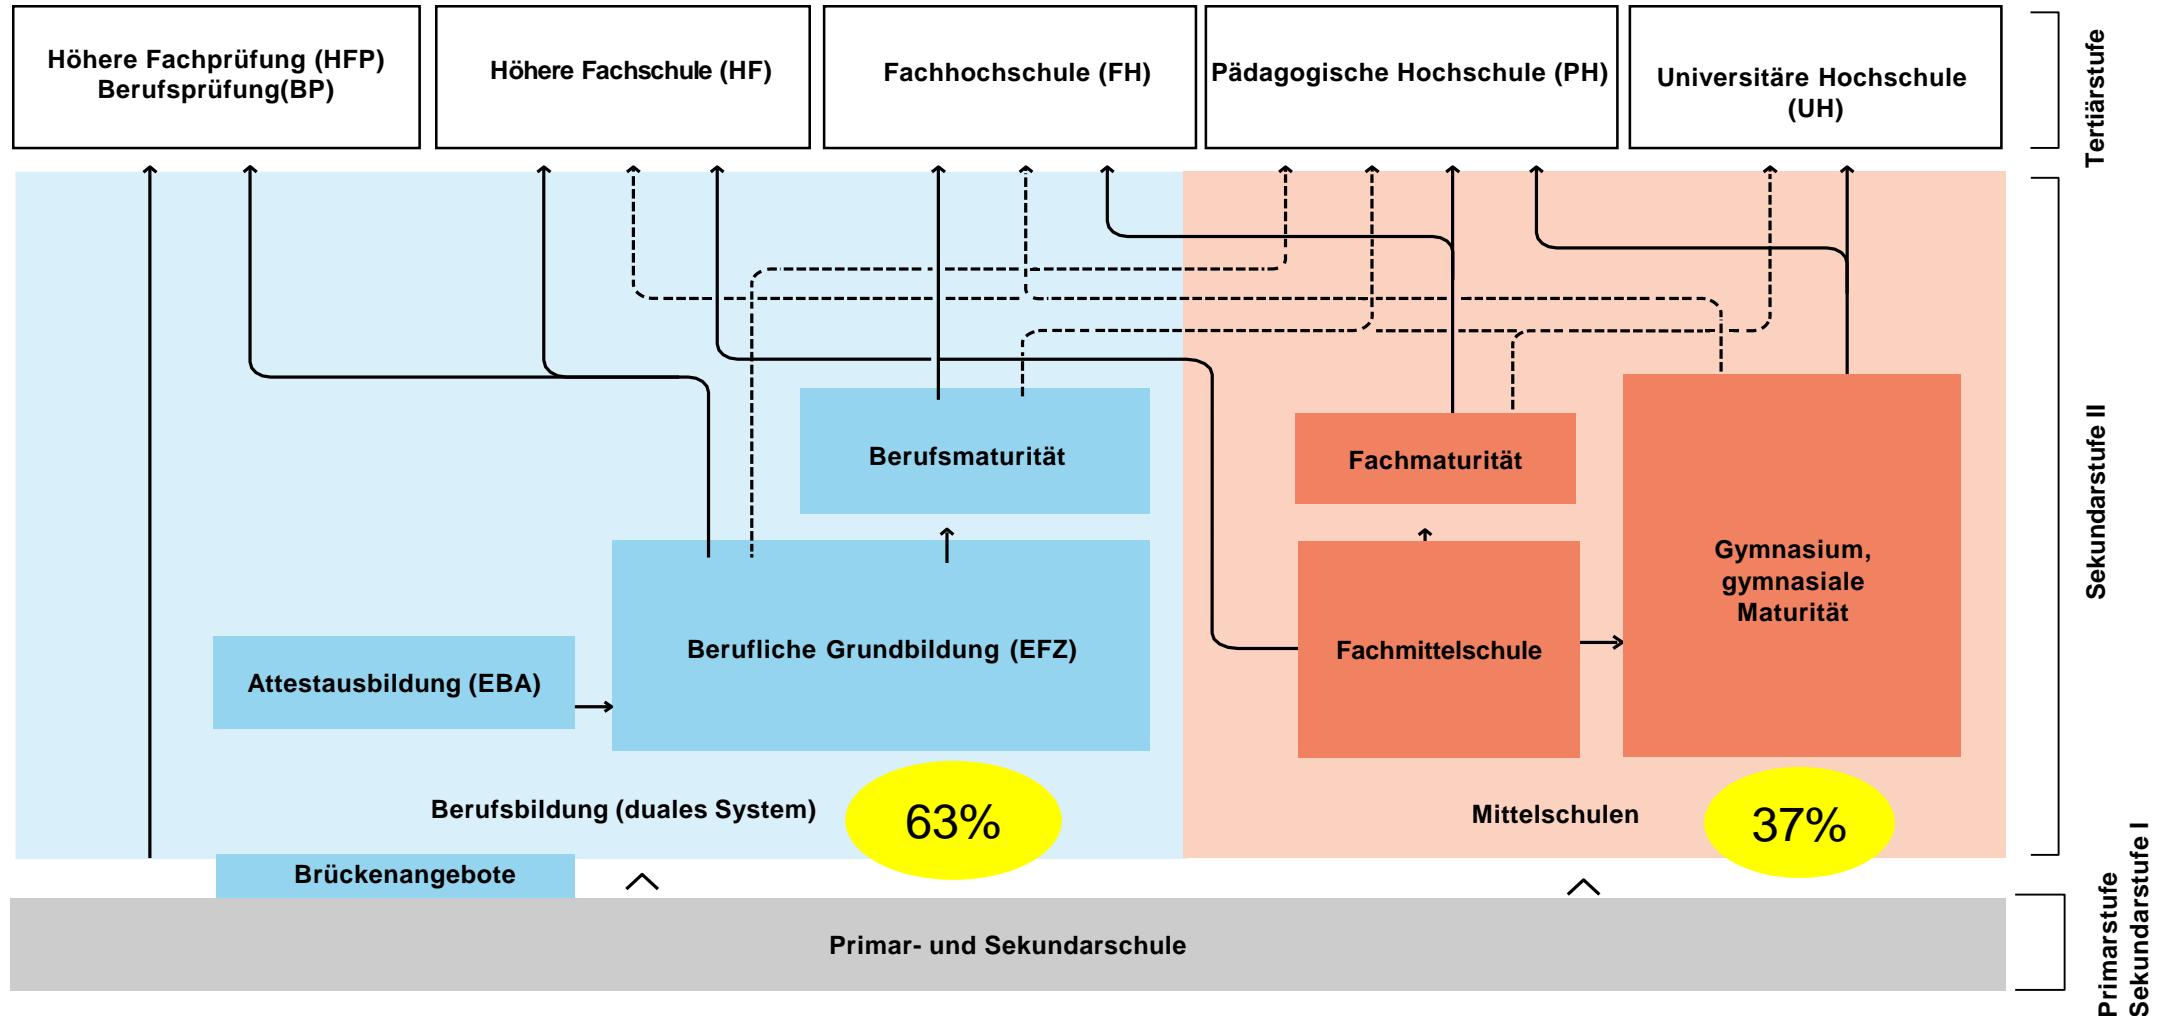 Höhere Fachprüfung (HFP)
Berufsprüfung(BP)
Höhere Fachschule (HF)
Fachhochschule (FH)
Pädagogische Hochschule (PH)
Universitäre Hochschule
(UH)
Tertiärstufe
Sekundarstufe II
Berufsmaturität
Fachmaturität
Gymnasium,
gymnasiale
Maturität
Berufliche Grundbildung (EFZ)
Fachmittelschule
Attestausbildung (EBA)
Berufsbildung (duales System)
63%
Mittelschulen
37%
Brückenangebote
Primar- und Sekundarschule
Primarstufe
Sekundarstufe I